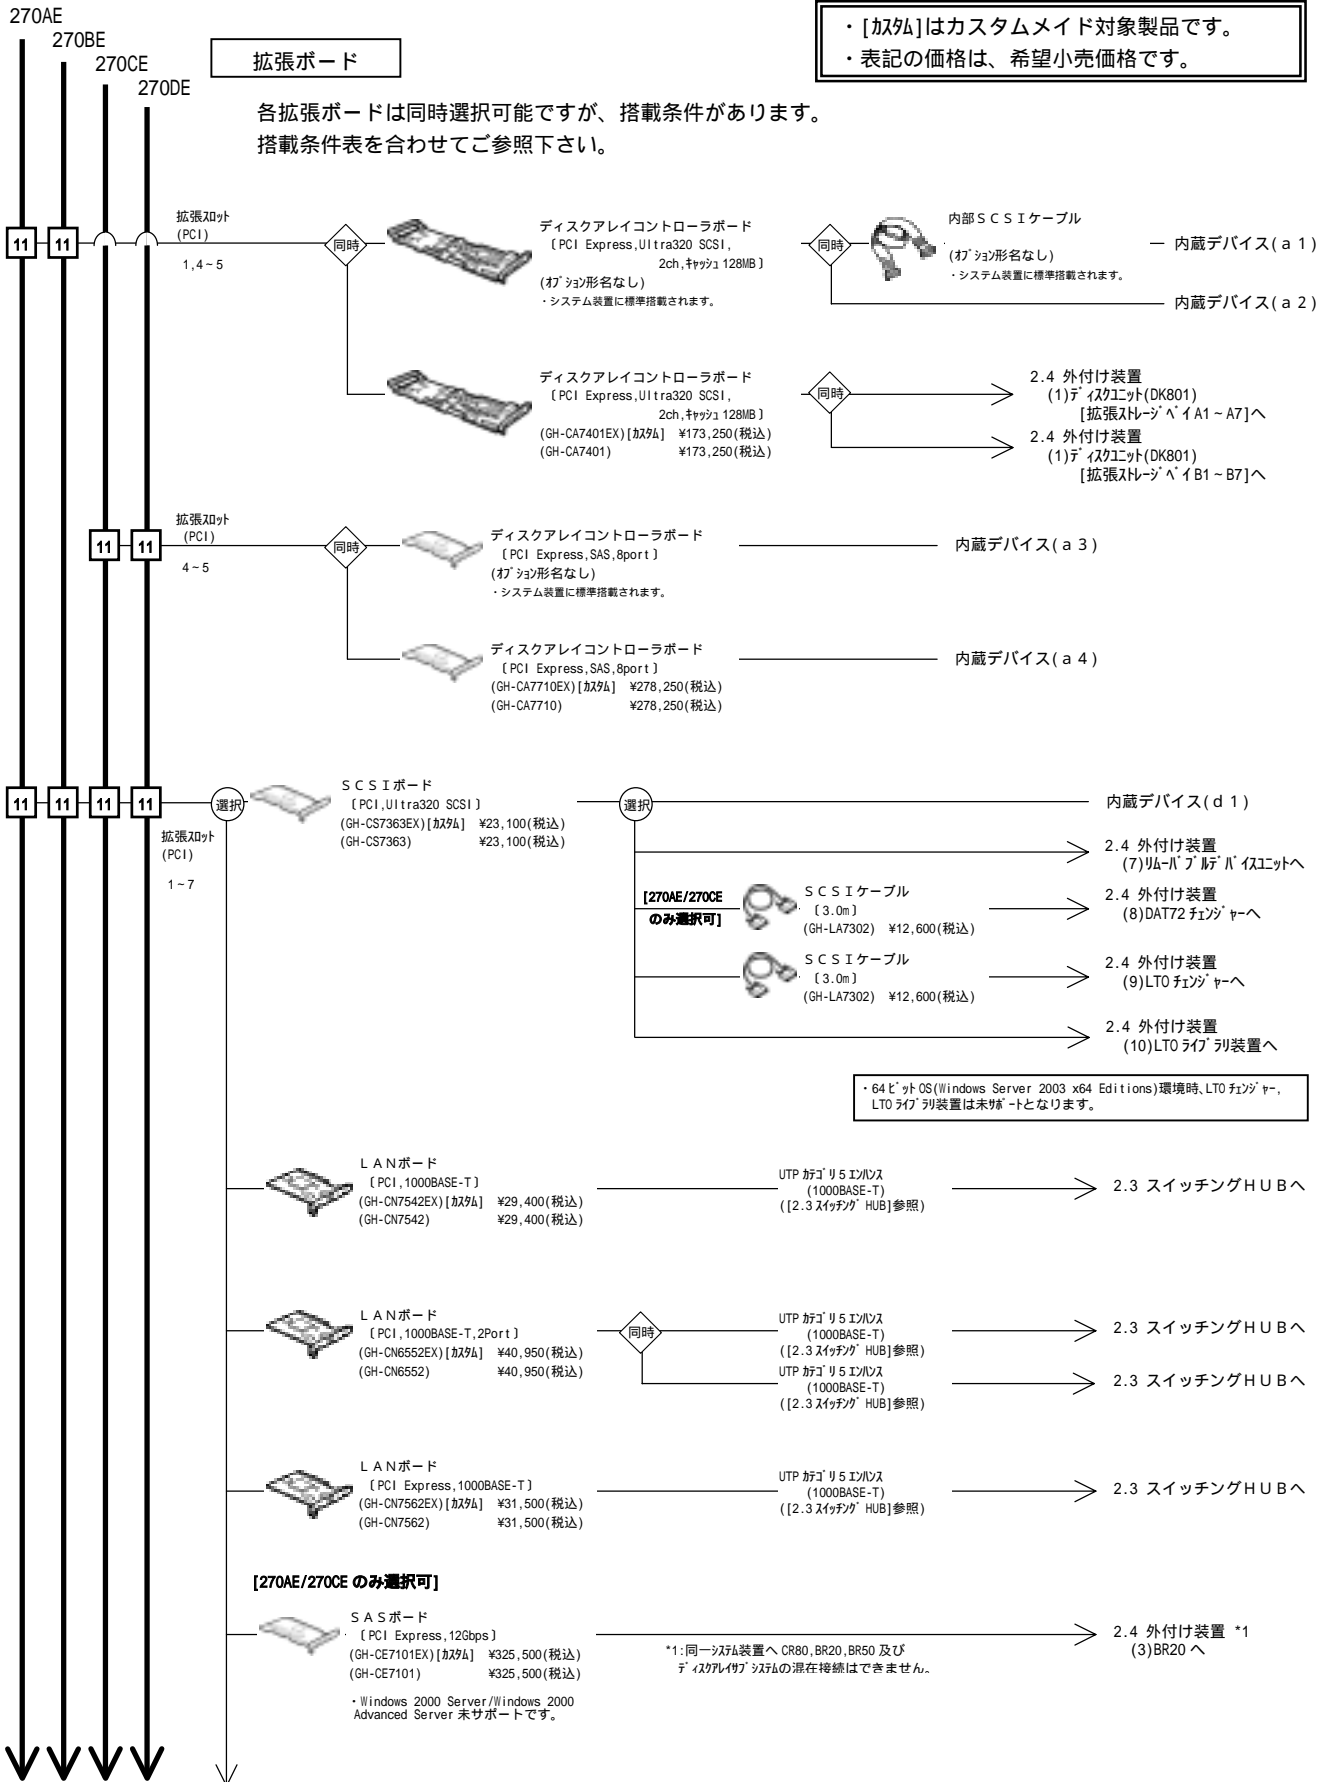 270AE
270BE
270CE
270DE
拡張ボード
・[ｶｽﾀﾑ]はカスタムメイド対象製品です。
・表記の価格は、希望小売価格です。
各拡張ボードは同時選択可能ですが、搭載条件があります。
搭載条件表を合わせてご参照下さい。
11 11
拡張ｽﾛｯﾄ
(PCI)
1,4~5
同時
ディスクアレイコントローラボード
〔PCI Express,Ultra320 SCSI,
2ch,ｷｬｯｼｭ 128MB〕
(ｵﾌﾟｼｮﾝ形名なし)
・システム装置に標準搭載されます。
同時
内部ＳＣＳＩケーブル
(ｵﾌﾟｼｮﾝ形名なし)
・システム装置に標準搭載されます。
内蔵デバイス(a1)
内蔵デバイス(a2)
ディスクアレイコントローラボード
〔PCI Express,Ultra320 SCSI,
2ch,ｷｬｯｼｭ 128MB〕
(GH-CA7401EX)[ｶｽﾀﾑ] ¥173,250(税込)
(GH-CA7401) ¥173,250(税込)
同時
2.4 外付け装置
(1)ﾃﾞｨｽｸﾕﾆｯﾄ(DK801)
[拡張ｽﾄﾚｰｼﾞﾍﾞｲ A1~A7]へ
2.4 外付け装置
(1)ﾃﾞｨｽｸﾕﾆｯﾄ(DK801)
[拡張ｽﾄﾚｰｼﾞﾍﾞｲ B1~B7]へ
11 11
拡張ｽﾛｯﾄ
(PCI)
4~5
同時
ディスクアレイコントローラボード
〔PCI Express,SAS,8port〕
(ｵﾌﾟｼｮﾝ形名なし)
・システム装置に標準搭載されます。
内蔵デバイス(a3)
ディスクアレイコントローラボード
〔PCI Express,SAS,8port〕
(GH-CA7710EX)[ｶｽﾀﾑ] ¥278,250(税込)
(GH-CA7710) ¥278,250(税込)
内蔵デバイス(a4)
11 11 11 11
拡張ｽﾛｯﾄ
(PCI)
1~7
選択
ＳＣＳＩボード
〔PCI,Ultra320 SCSI〕
(GH-CS7363EX)[ｶｽﾀﾑ] ¥23,100(税込)
(GH-CS7363) ¥23,100(税込)
選択
内蔵デバイス(d1)
2.4 外付け装置
(7)ﾘﾑｰﾊﾞﾌﾞﾙﾃﾞﾊﾞｲｽﾕﾆｯﾄへ
[270AE/270CE
のみ選択可]
ＳＣＳＩケーブル
〔3.0m〕
(GH-LA7302) ¥12,600(税込)
2.4 外付け装置
(8)DAT72 ﾁｪﾝｼﾞｬｰへ
ＳＣＳＩケーブル
〔3.0m〕
(GH-LA7302) ¥12,600(税込)
2.4 外付け装置
(9)LTO ﾁｪﾝｼﾞｬｰへ
2.4 外付け装置
(10)LTO ﾗｲﾌﾞﾗﾘ装置へ
・64ﾋﾞｯﾄ OS(Windows Server 2003 x64 Editions)環境時、LTO ﾁｪﾝｼﾞｬｰ,
LTO ﾗｲﾌﾞﾗﾘ装置は未ｻﾎﾟｰﾄとなります。
ＬＡＮボード
〔PCI,1000BASE-T〕
(GH-CN7542EX)[ｶｽﾀﾑ] ¥29,400(税込)
(GH-CN7542) ¥29,400(税込)
UTP ｶﾃｺﾞﾘ 5 ｴﾝﾊﾝｽ
(1000BASE-T)
([2.3 ｽｲｯﾁﾝｸﾞ HUB]参照)
2.3 スイッチングＨＵＢへ
ＬＡＮボード
〔PCI,1000BASE-T,2Port〕
(GH-CN6552EX)[ｶｽﾀﾑ] ¥40,950(税込)
(GH-CN6552) ¥40,950(税込)
同時
UTP ｶﾃｺﾞﾘ 5 ｴﾝﾊﾝｽ
(1000BASE-T)
([2.3 ｽｲｯﾁﾝｸﾞ HUB]参照)
2.3 スイッチングＨＵＢへ
UTP ｶﾃｺﾞﾘ 5 ｴﾝﾊﾝｽ
(1000BASE-T)
([2.3 ｽｲｯﾁﾝｸﾞ HUB]参照)
2.3 スイッチングＨＵＢへ
ＬＡＮボード
〔PCI Express,1000BASE-T〕
(GH-CN7562EX)[ｶｽﾀﾑ] ¥31,500(税込)
(GH-CN7562) ¥31,500(税込)
UTP ｶﾃｺﾞﾘ 5 ｴﾝﾊﾝｽ
(1000BASE-T)
([2.3 ｽｲｯﾁﾝｸﾞ HUB]参照)
2.3 スイッチングＨＵＢへ
[270AE/270CE のみ選択可]
ＳＡＳボード
〔PCI Express,12Gbps〕
(GH-CE7101EX)[ｶｽﾀﾑ] ¥325,500(税込)
(GH-CE7101) ¥325,500(税込)
・Windows 2000 Server/Windows 2000
Advanced Server 未サポートです。
*1:同一ｼｽﾃﾑ装置へ CR80,BR20,BR50 及び
ﾃﾞｨｽｸｱﾚｲｻﾌﾞｼｽﾃﾑの混在接続はできません。
2.4 外付け装置 *1
(3)BR20 へ